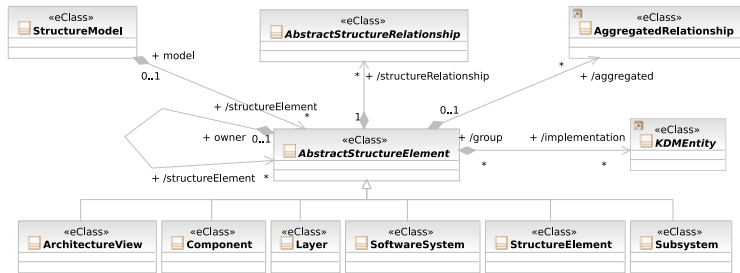 «eClass»
StructureModel
«eClass»
AbstractStructureRelationship
«eClass»
AggregatedRelationship
+ model
0..1
* + /structureRelationship
*
+ /aggregated
+ /structureElement
*
1
0..1
+ owner 0..1
«eClass»
AbstractStructureElement
+ /group
*
+ /implementation
*
«eClass»
KDMEntity
+ /structureElement *
«eClass»
ArchitectureView
«eClass»
Component
«eClass»
Layer
«eClass»
SoftwareSystem
«eClass»
StructureElement
«eClass»
Subsystem